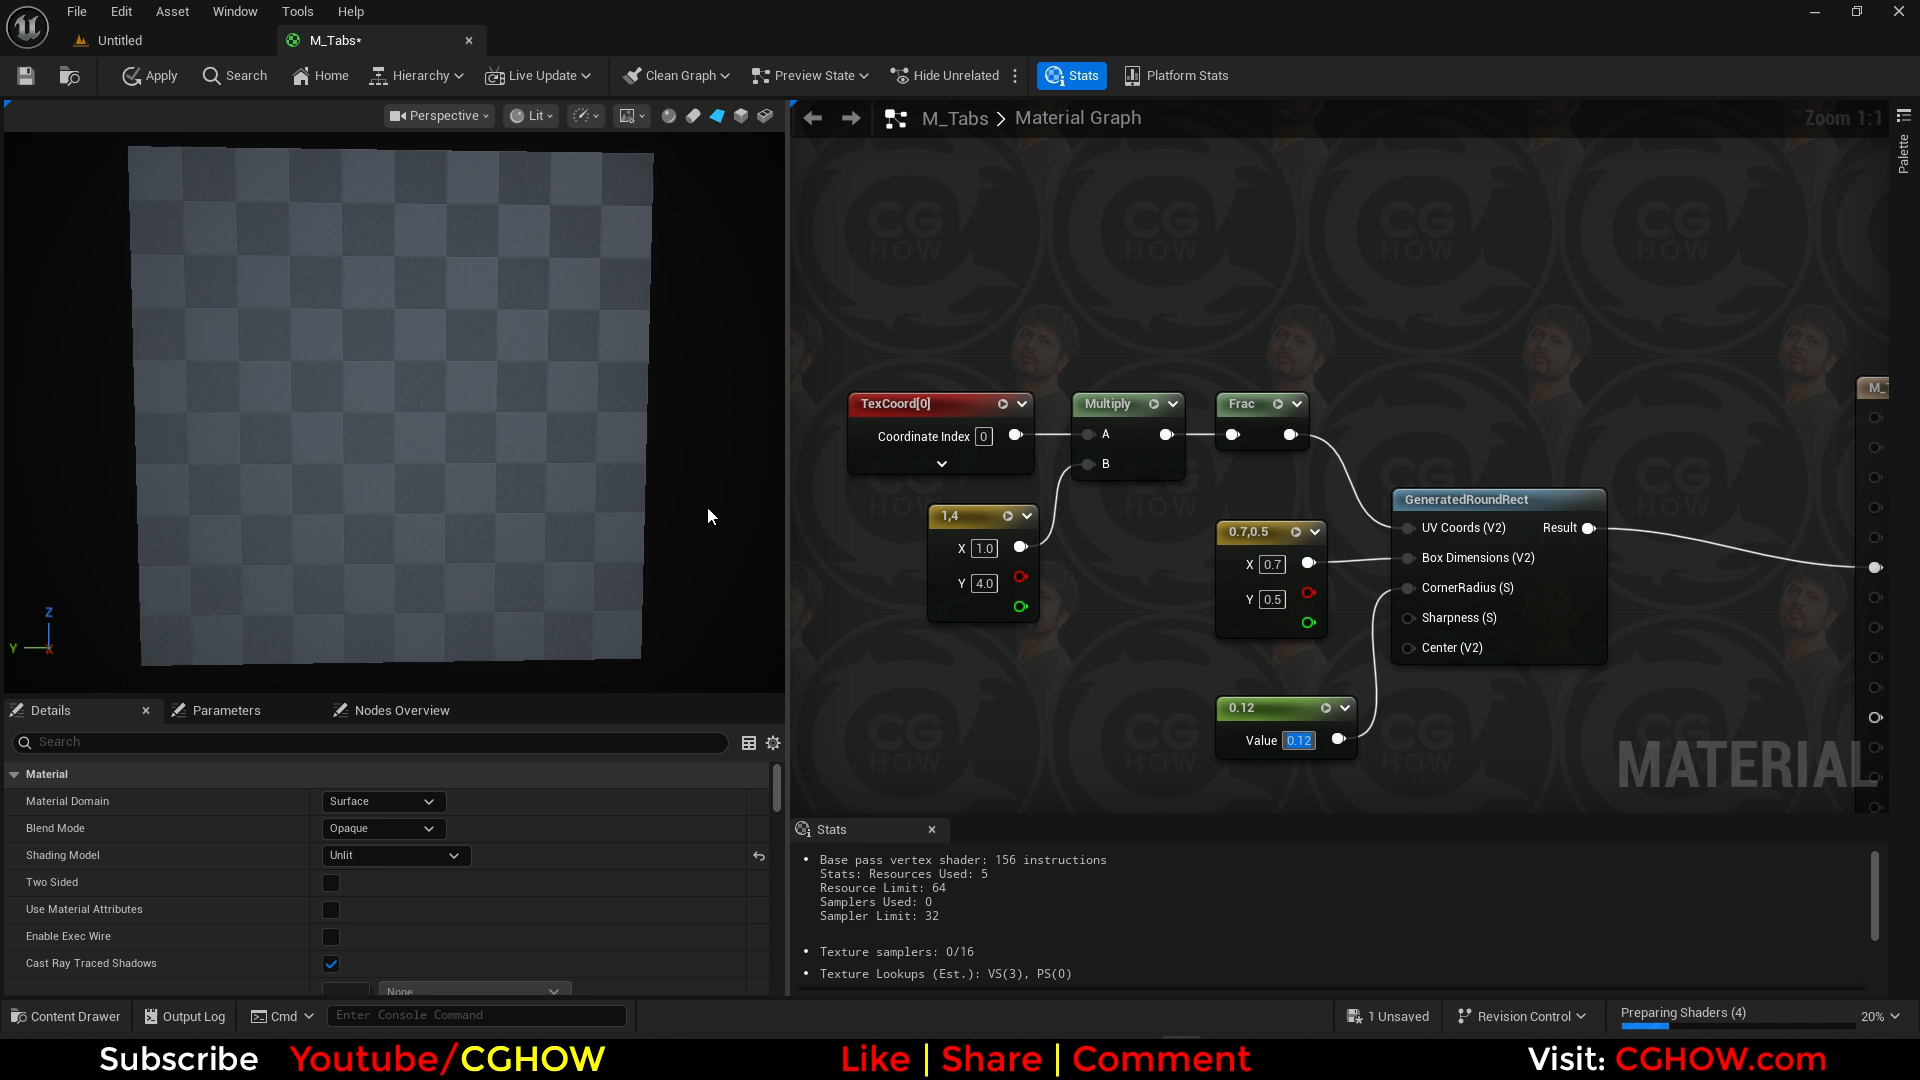 File Edit Asset Window Tools Help
Untitled
M_Tabs*
Apply
Search
Home
Hierarchy
Live Update
Clean Graph
Preview State
Hide Unrelated
Stats
Platform Stats
Perspective
Lit
M_Tabs > Material Graph
Zoom 1:1
Palette
CG HOW
TexCoord[0]
Coordinate Index 0
Multiply
A
B
Frac
1,4
X 1.0
Y 4.0
0.7,0.5
X 0.7
Y 0.5
GeneratedRoundRect
UV Coords (V2) Result
Box Dimensions (V2)
CornerRadius (S)
Sharpness (S)
Center (V2)
0.12
Value 0.12
MATERIAL
Z
Y
X
Details
Parameters
Nodes Overview
Search
Material
Material Domain Surface
Blend Mode Opaque
Shading Model Unlit
Two Sided
Use Material Attributes
Enable Exec Wire
Cast Ray Traced Shadows
None
Stats
Base pass vertex shader: 156 instructions
Stats: Resources Used: 5
Resource Limit: 64
Samplers Used: 0
Sampler Limit: 32
Texture samplers: 0/16
Texture Lookups (Est.): VS(3), PS(0)
Content Drawer
Output Log
Cmd
Enter Console Command
1 Unsaved
Revision Control
Preparing Shaders (4)
20%
Subscribe Youtube/CGHOW
Like | Share | Comment
Visit: CGHOW.com